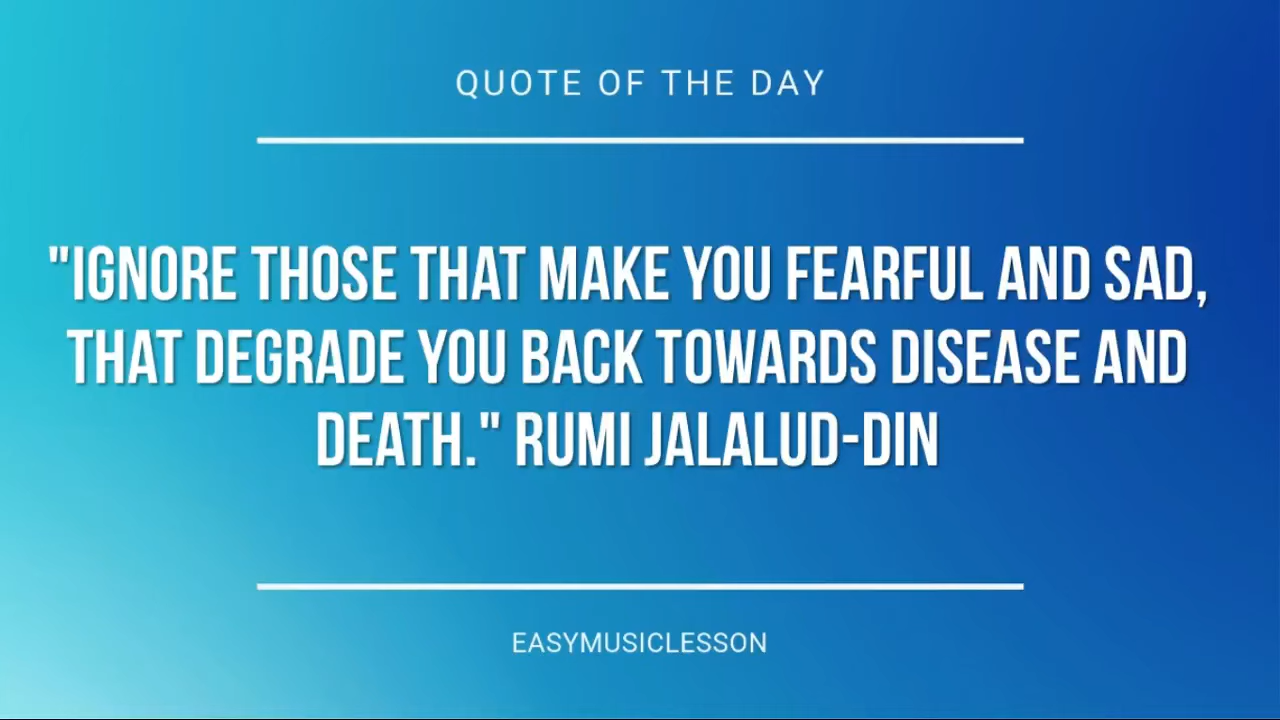 QUOTE OF THE DAY
"IGNORE THOSE THAT MAKE YOU FEARFUL AND SAD,
THAT DEGRADE YOU BACK TOWARDS DISEASE AND
DEATH." RUMI JALALUD-DIN
EASYMUSICLESSON